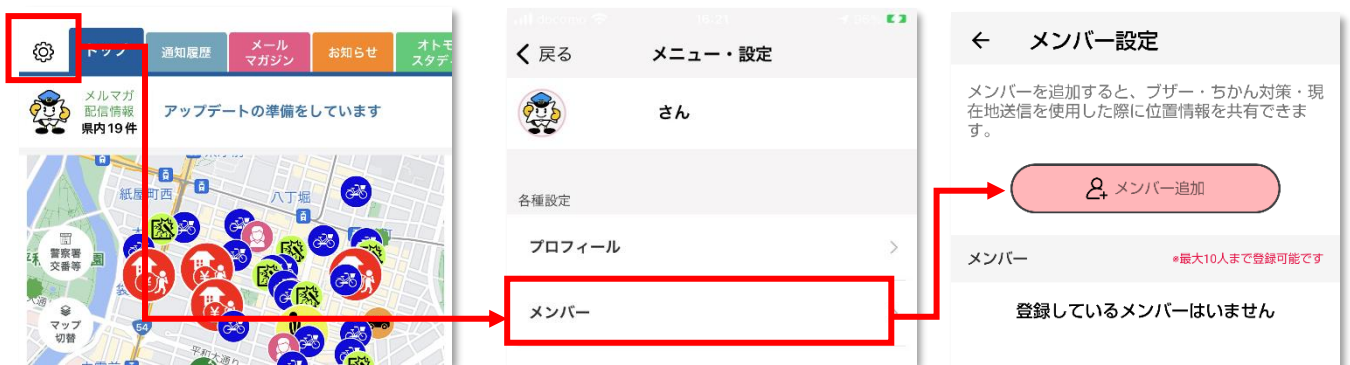 トップ
通知履歴
メール
マガジン
お知らせ
オトモ
スタデ
メルマガ
配信情報
県内19件
アップデートの準備をしています
紙屋町西
八丁堀
警察署
交番等
園
マップ
切替
54
平和大通り
docomo
16:21
戻る
メニュー・設定
さん
各種設定
プロフィール
メンバー
メンバー設定
メンバーを追加すると、ブザー・ちかん対策・現
在地送信を使用した際に位置情報を共有できま
す。
メンバー追加
メンバー
*最大10人まで登録可能です
登録しているメンバーはいません